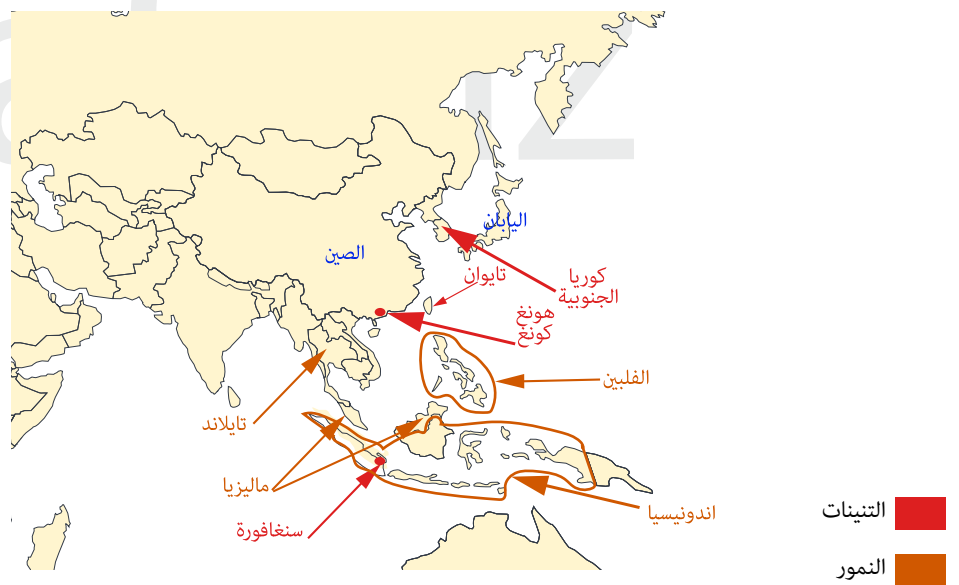 اليابان
الصين
تايوان
كوريا
الجنوبية
هونغ
كونغ
الفلبين
تايلاند
ماليزيا
سنغافورة
اندونيسيا
التنينات
النمور